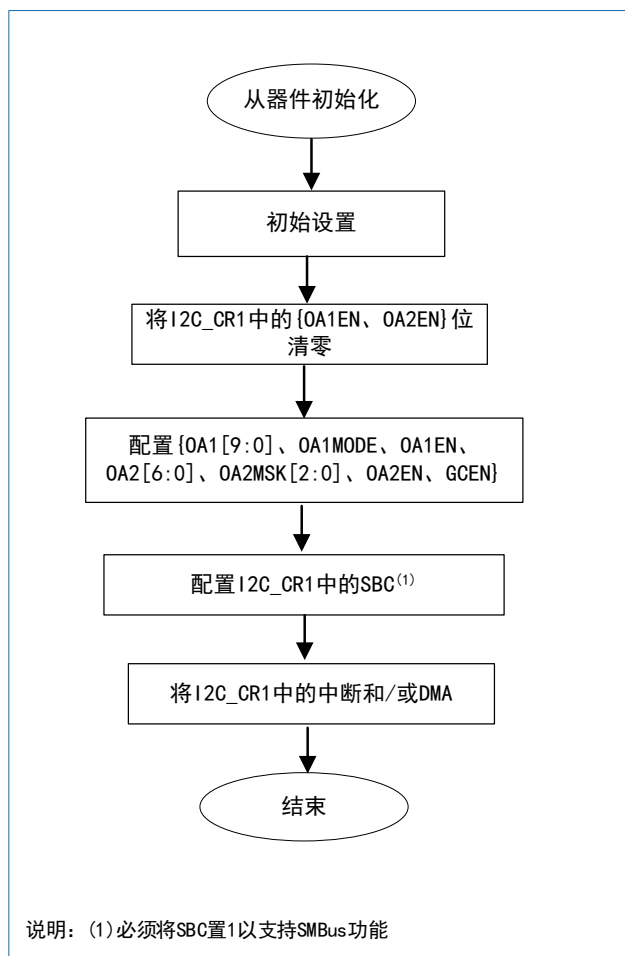 从器件初始化
初始设置
将I2C_CR1中的{OA1EN、OA2EN}位
清零
配置{OA1[9:0]、OA1MODE、OA1EN、
OA2[6:0]、OA2MSK[2:0]、OA2EN、GCEN}
配置I2C_CR1中的SBC⁽¹⁾
将I2C_CR1中的中断和/或DMA
结束
说明：(1)必须将SBC置1以支持SMBus功能